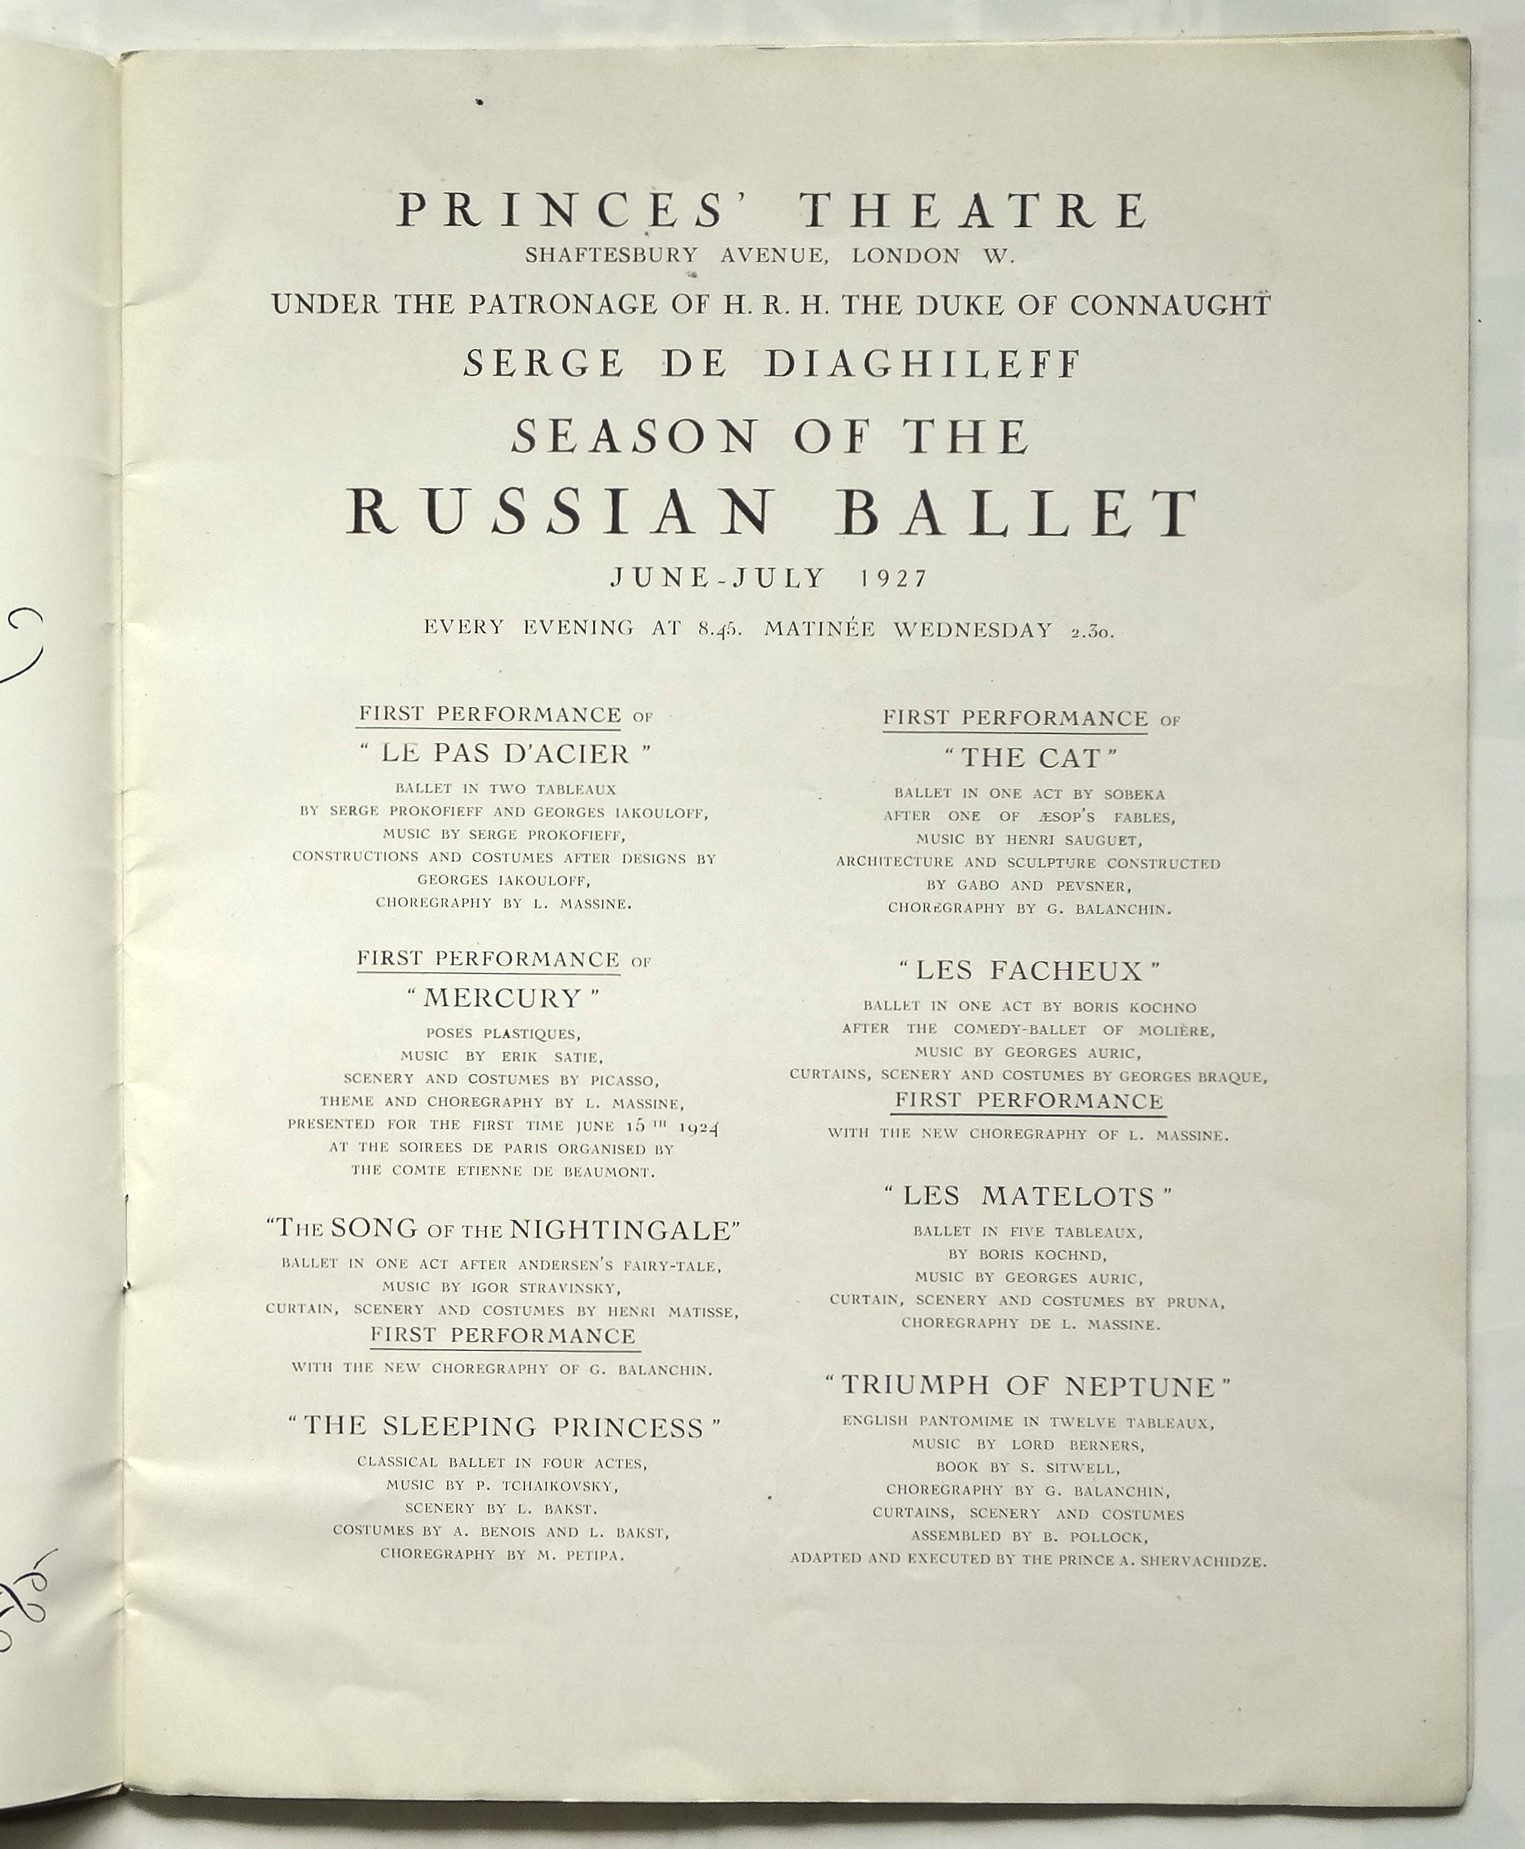 PRINCES' THEATRE
SHAFTESBURY AVENUE, LONDON W.
UNDER THE PATRONAGE OF H. R. H. THE DUKE OF CONNAUGHT
SERGE DE DIAGHILEFF
SEASON OF THE
RUSSIAN BALLET
JUNE-JULY 1927
EVERY EVENING AT 8.45. MATINÉE WEDNESDAY 2.30.
FIRST PERFORMANCE OF
“ LE PAS D'ACIER ”
BALLET IN TWO TABLEAUX
BY SERGE PROKOFIEFF AND GEORGES IAKOULOFF,
MUSIC BY SERGE PROKOFIEFF,
CONSTRUCTIONS AND COSTUMES AFTER DESIGNS BY
GEORGES IAKOULOFF,
CHOREGRAPHY BY L. MASSINE.
FIRST PERFORMANCE OF
“ MERCURY ”
POSES PLASTIQUES,
MUSIC BY ERIK SATIE,
SCENERY AND COSTUMES BY PICASSO,
THEME AND CHOREGRAPHY BY L. MASSINE,
PRESENTED FOR THE FIRST TIME JUNE 15 TH 1924
AT THE SOIREES DE PARIS ORGANISED BY
THE COMTE ETIENNE DE BEAUMONT.
“THE SONG OF THE NIGHTINGALE”
BALLET IN ONE ACT AFTER ANDERSEN'S FAIRY-TALE,
MUSIC BY IGOR STRAVINSKY,
CURTAIN, SCENERY AND COSTUMES BY HENRI MATISSE,
FIRST PERFORMANCE
WITH THE NEW CHOREGRAPHY OF G. BALANCHIN.
“ THE SLEEPING PRINCESS ”
CLASSICAL BALLET IN FOUR ACTES,
MUSIC BY P. TCHAIKOVSKY,
SCENERY BY L. BAKST.
COSTUMES BY A. BENOIS AND L. BAKST,
CHOREGRAPHY BY M. PETIPA.
FIRST PERFORMANCE OF
“ THE CAT ”
BALLET IN ONE ACT BY SOBEKA
AFTER ONE OF ÆSOP'S FABLES,
MUSIC BY HENRI SAUGUET,
ARCHITECTURE AND SCULPTURE CONSTRUCTED
BY GABO AND PEVSNER,
CHOREGRAPHY BY G. BALANCHIN.
“ LES FACHEUX ”
BALLET IN ONE ACT BY BORIS KOCHNO
AFTER THE COMEDY-BALLET OF MOLIÈRE,
MUSIC BY GEORGES AURIC,
CURTAINS, SCENERY AND COSTUMES BY GEORGES BRAQUE,
FIRST PERFORMANCE
WITH THE NEW CHOREGRAPHY OF L. MASSINE.
“ LES MATELOTS ”
BALLET IN FIVE TABLEAUX,
BY BORIS KOCHND,
MUSIC BY GEORGES AURIC,
CURTAIN, SCENERY AND COSTUMES BY PRUNA,
CHOREGRAPHY DE L. MASSINE.
“ TRIUMPH OF NEPTUNE ”
ENGLISH PANTOMIME IN TWELVE TABLEAUX,
MUSIC BY LORD BERNERS,
BOOK BY S. SITWELL,
CHOREGRAPHY BY G. BALANCHIN,
CURTAINS, SCENERY AND COSTUMES
ASSEMBLED BY B. POLLOCK,
ADAPTED AND EXECUTED BY THE PRINCE A. SHERVACHIDZE.